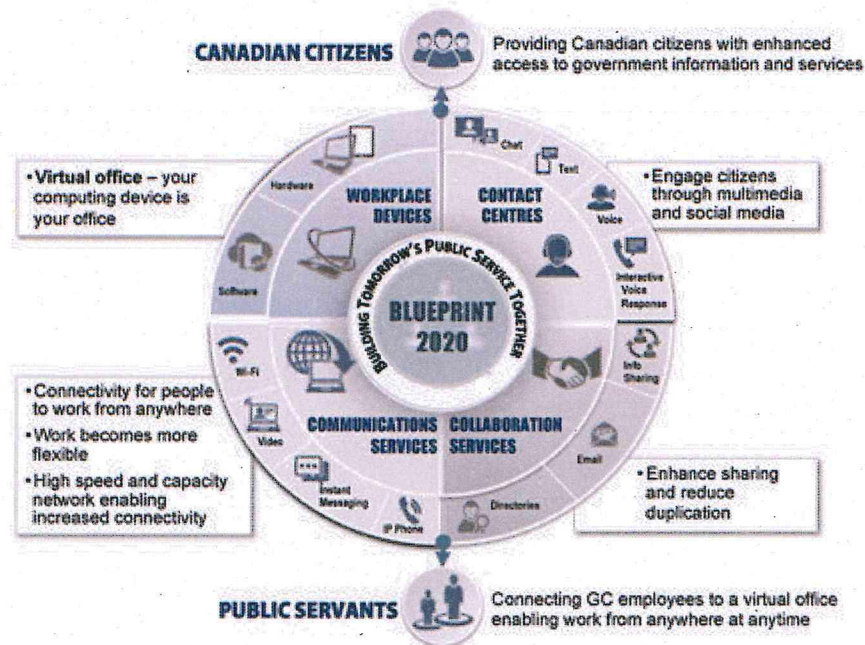 CANADIAN CITIZENS
Providing Canadian citizens with enhanced
access to government information and services
• Virtual office – your
computing device is
your office
Hardware
Software
WORKPLACE
DEVICES
Chat
Text
Voice
Interactive
Voice
Response
CONTACT
CENTRES
• Engage citizens
through multimedia
and social media
BUILDING TOMORROW'S PUBLIC SERVICE TOGETHER
BLUEPRINT
2020
• Connectivity for people
to work from anywhere
• Work becomes more
flexible
• High speed and capacity
network enabling
increased connectivity
Wi-Fi
Video
Instant
Messaging
IP Phone
COMMUNICATIONS
SERVICES
COLLABORATION
SERVICES
Info
Sharing
Email
Directories
• Enhance sharing
and reduce
duplication
PUBLIC SERVANTS
Connecting GC employees to a virtual office
enabling work from anywhere at anytime